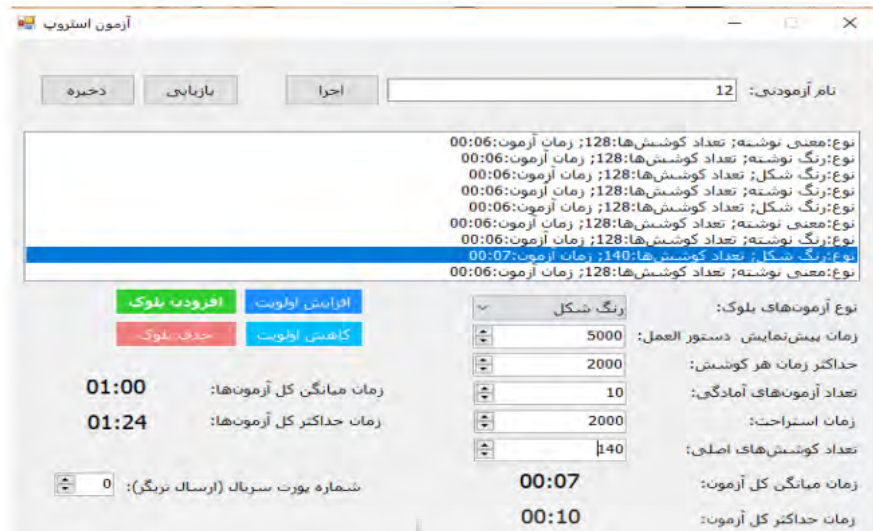 آزمون استروپ
نام آزمودنی: 12 اجرا بازیابی ذخیره
نوع:معنی نوشته; تعداد کوشش‌ها:128; زمان آزمون:00:06
نوع:رنگ نوشته; تعداد کوشش‌ها:128; زمان آزمون:00:06
نوع:رنگ شکل; تعداد کوشش‌ها:128; زمان آزمون:00:06
نوع:رنگ نوشته; تعداد کوشش‌ها:128; زمان آزمون:00:06
نوع:رنگ شکل; تعداد کوشش‌ها:128; زمان آزمون:00:06
نوع:معنی نوشته; تعداد کوشش‌ها:128; زمان آزمون:00:06
نوع:رنگ نوشته; تعداد کوشش‌ها:128; زمان آزمون:00:06
نوع:رنگ شکل; تعداد کوشش‌ها:140; زمان آزمون:00:07
نوع:معنی نوشته; تعداد کوشش‌ها:128; زمان آزمون:00:06
نوع آزمون‌های بلوک: رنگ شکل
زمان پیش‌نمایش دستور العمل: 5000
حداکثر زمان هر کوشش: 2000
تعداد آزمون‌های آمادگی: 10
زمان استراحت: 2000
تعداد کوشش‌های اصلی: 140
زمان میانگی کل آزمون: 00:07
زمان حداکثر کل آزمون: 00:10
افزایش اولویت افزودن بلوک
کاهش اولویت حذف بلوک
زمان میانگی کل آزمون‌ها: 01:00
زمان حداکثر کل آزمون‌ها: 01:24
شماره پورت سریال (ارسال تریگر): 0